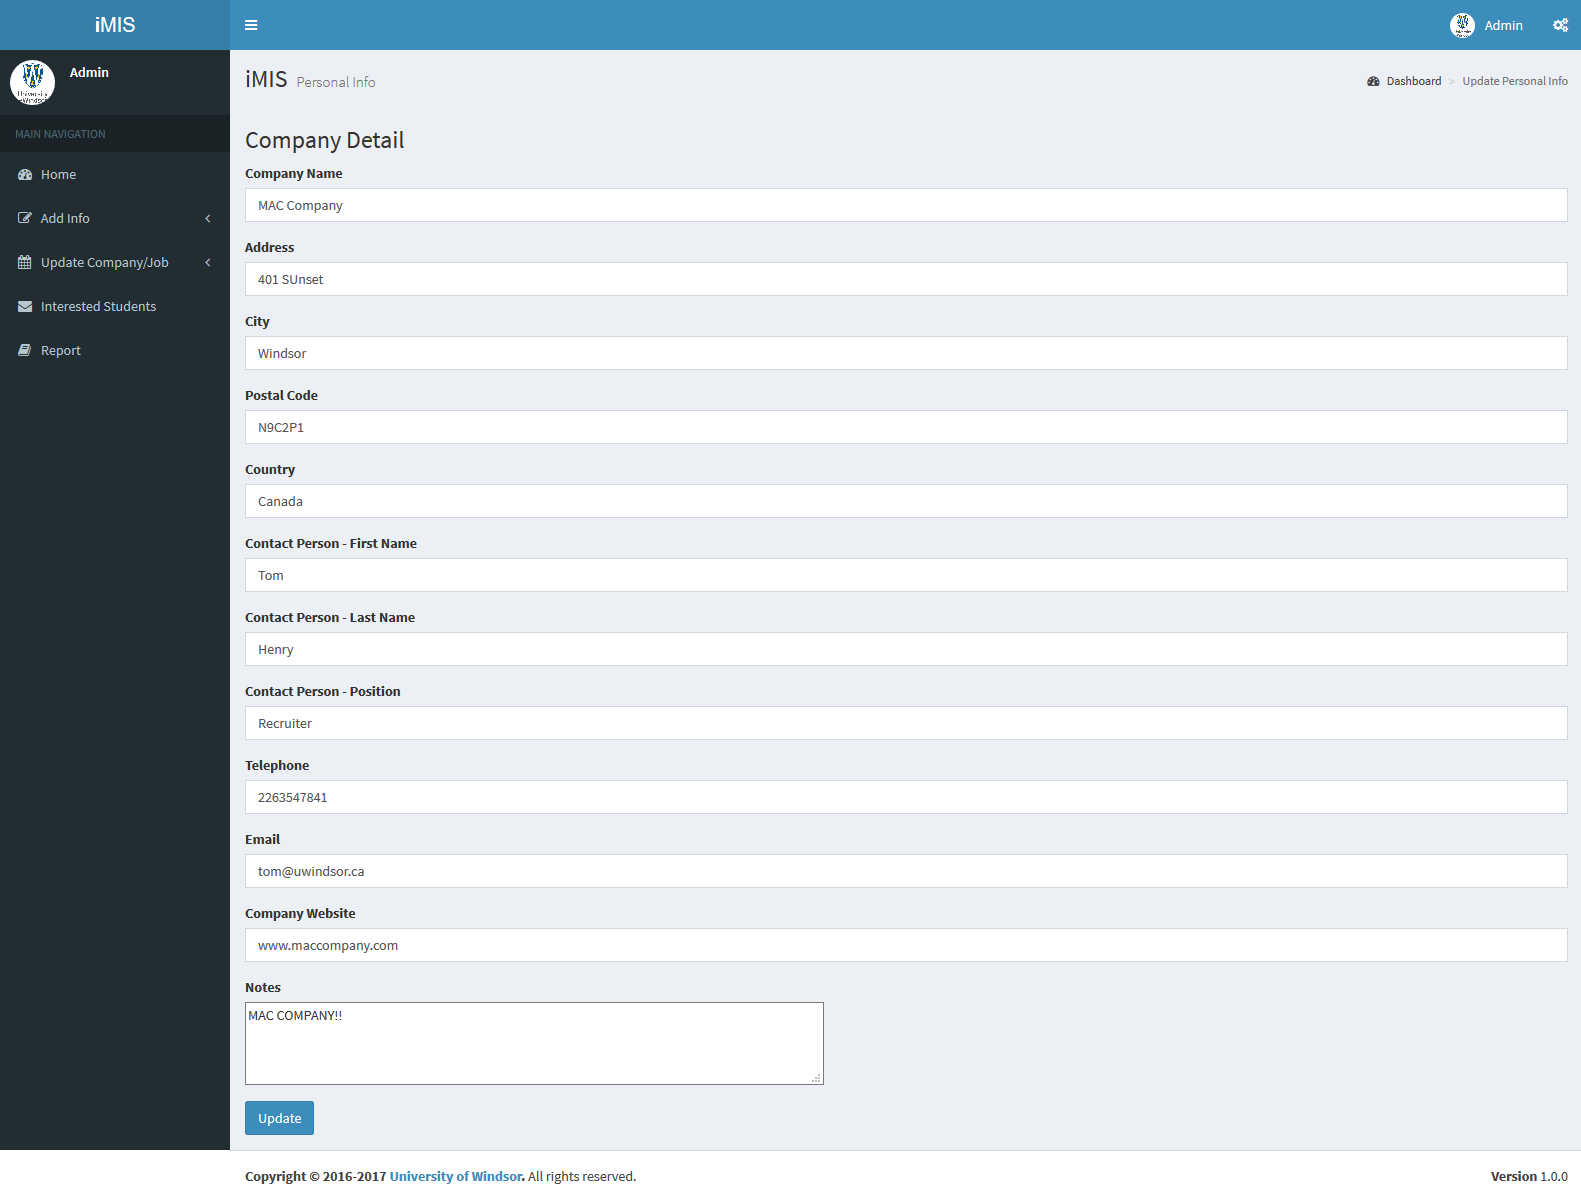 iMIS
Admin
Admin
MAIN NAVIGATION
Home
Add Info
Update Company/Job
Interested Students
Report
iMIS Personal Info
Dashboard > Update Personal Info
Company Detail
Company Name
MAC Company
Address
401 SUnset
City
Windsor
Postal Code
N9C2P1
Country
Canada
Contact Person - First Name
Tom
Contact Person - Last Name
Henry
Contact Person - Position
Recruiter
Telephone
2263547841
Email
tom@uwindsor.ca
Company Website
www.maccompany.com
Notes
MAC COMPANY!!
Update
Copyright © 2016-2017 University of Windsor. All rights reserved.
Version 1.0.0